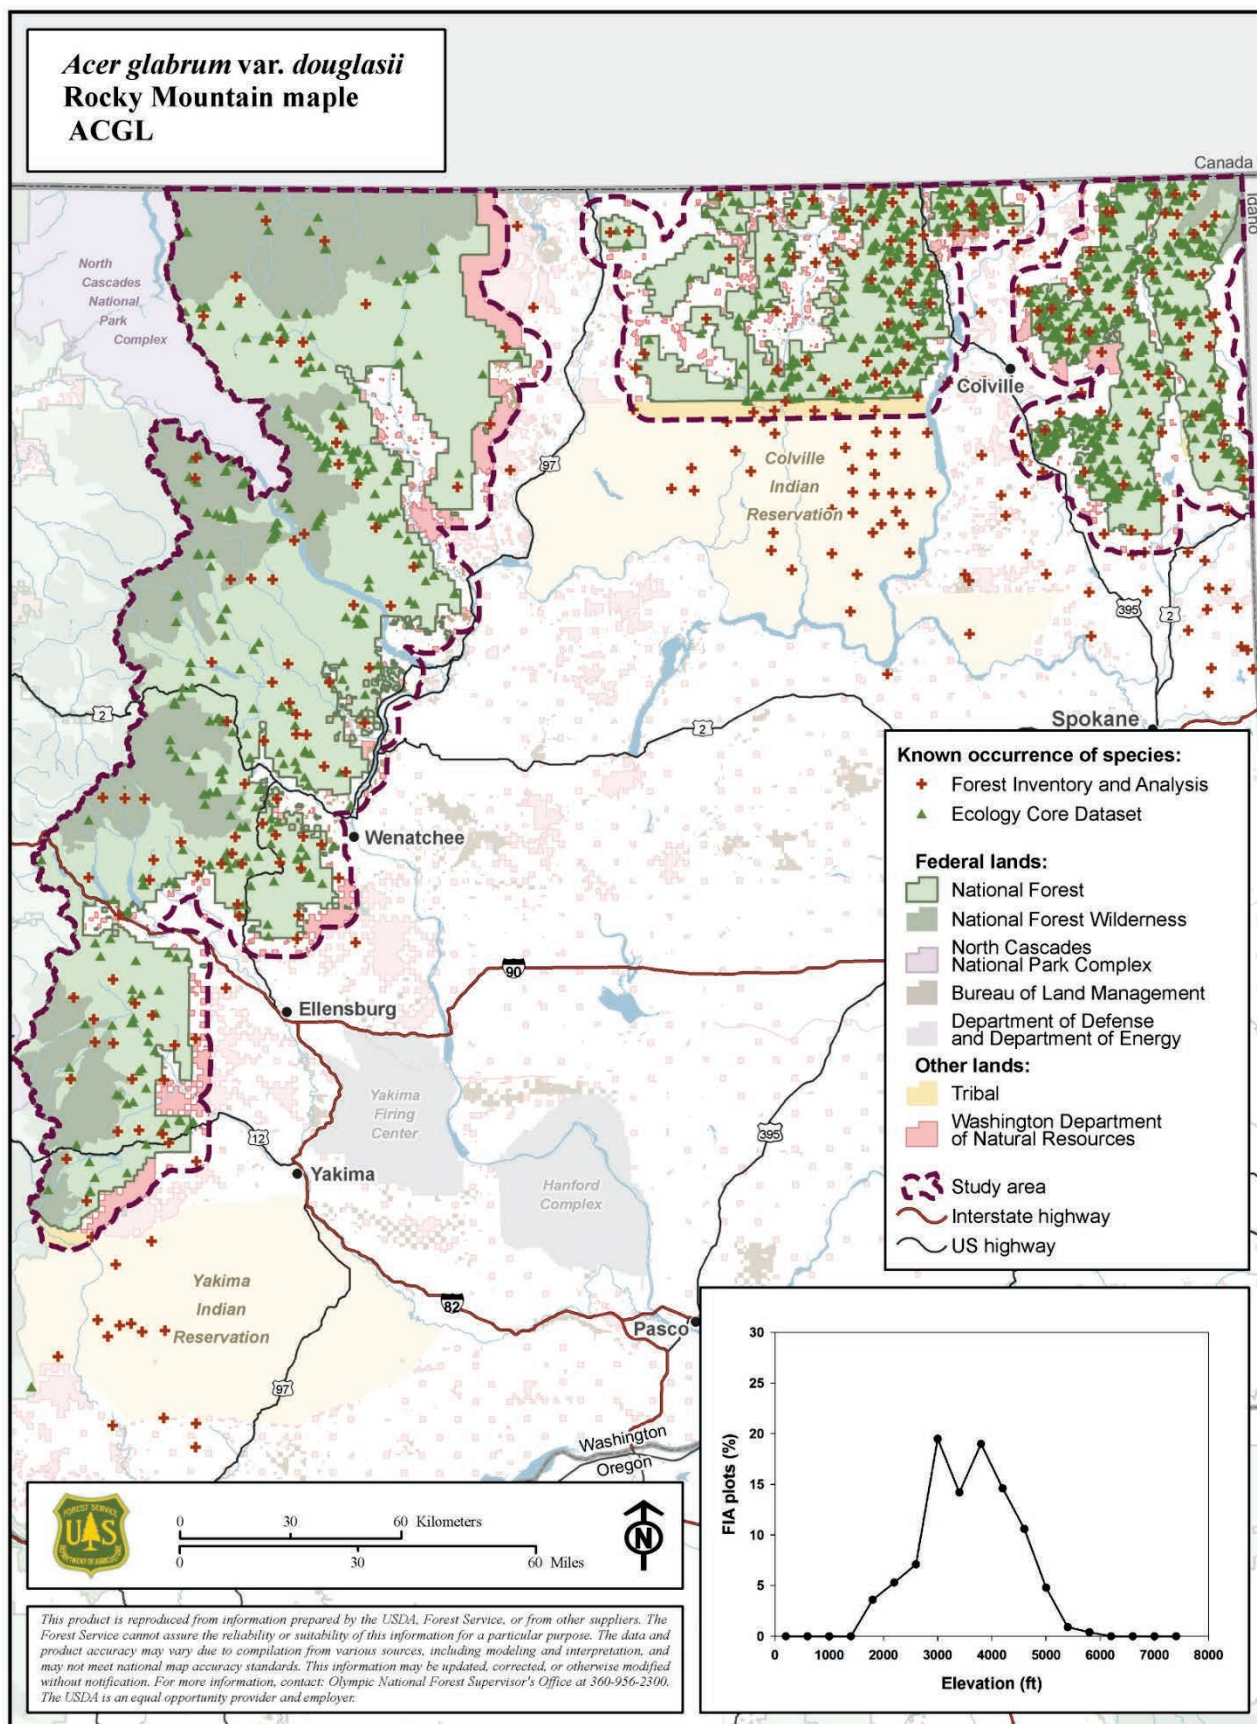 Acer glabrum var. douglasii
Rocky Mountain maple
ACGL
Canada
Idaho
North
Cascades
National
Park
Complex
Colville
97
Colville
Indian
Reservation
395
2
2
2
Spokane
Wenatchee
90
Ellensburg
Yakima
Firing
Center
395
12
Yakima
Hanford
Complex
Yakima
Indian
Reservation
82
Pasco
97
Washington
Oregon
Known occurrence of species:
Forest Inventory and Analysis
Ecology Core Dataset
Federal lands:
National Forest
National Forest Wilderness
North Cascades
National Park Complex
Bureau of Land Management
Department of Defense
and Department of Energy
Other lands:
Tribal
Washington Department
of Natural Resources
Study area
Interstate highway
US highway
30
25
20
15
10
5
0
FIA plots (%)
0 1000 2000 3000 4000 5000 6000 7000 8000
Elevation (ft)
FOREST SERVICE
US
DEPARTMENT OF AGRICULTURE
0 30 60 Kilometers
0 30 60 Miles
N
This product is reproduced from information prepared by the USDA, Forest Service, or from other suppliers. The
Forest Service cannot assure the reliability or suitability of this information for a particular purpose. The data and
product accuracy may vary due to compilation from various sources, including modeling and interpretation, and
may not meet national map accuracy standards. This information may be updated, corrected, or otherwise modified
without notification. For more information, contact: Olympic National Forest Supervisor's Office at 360-956-2300.
The USDA is an equal opportunity provider and employer.